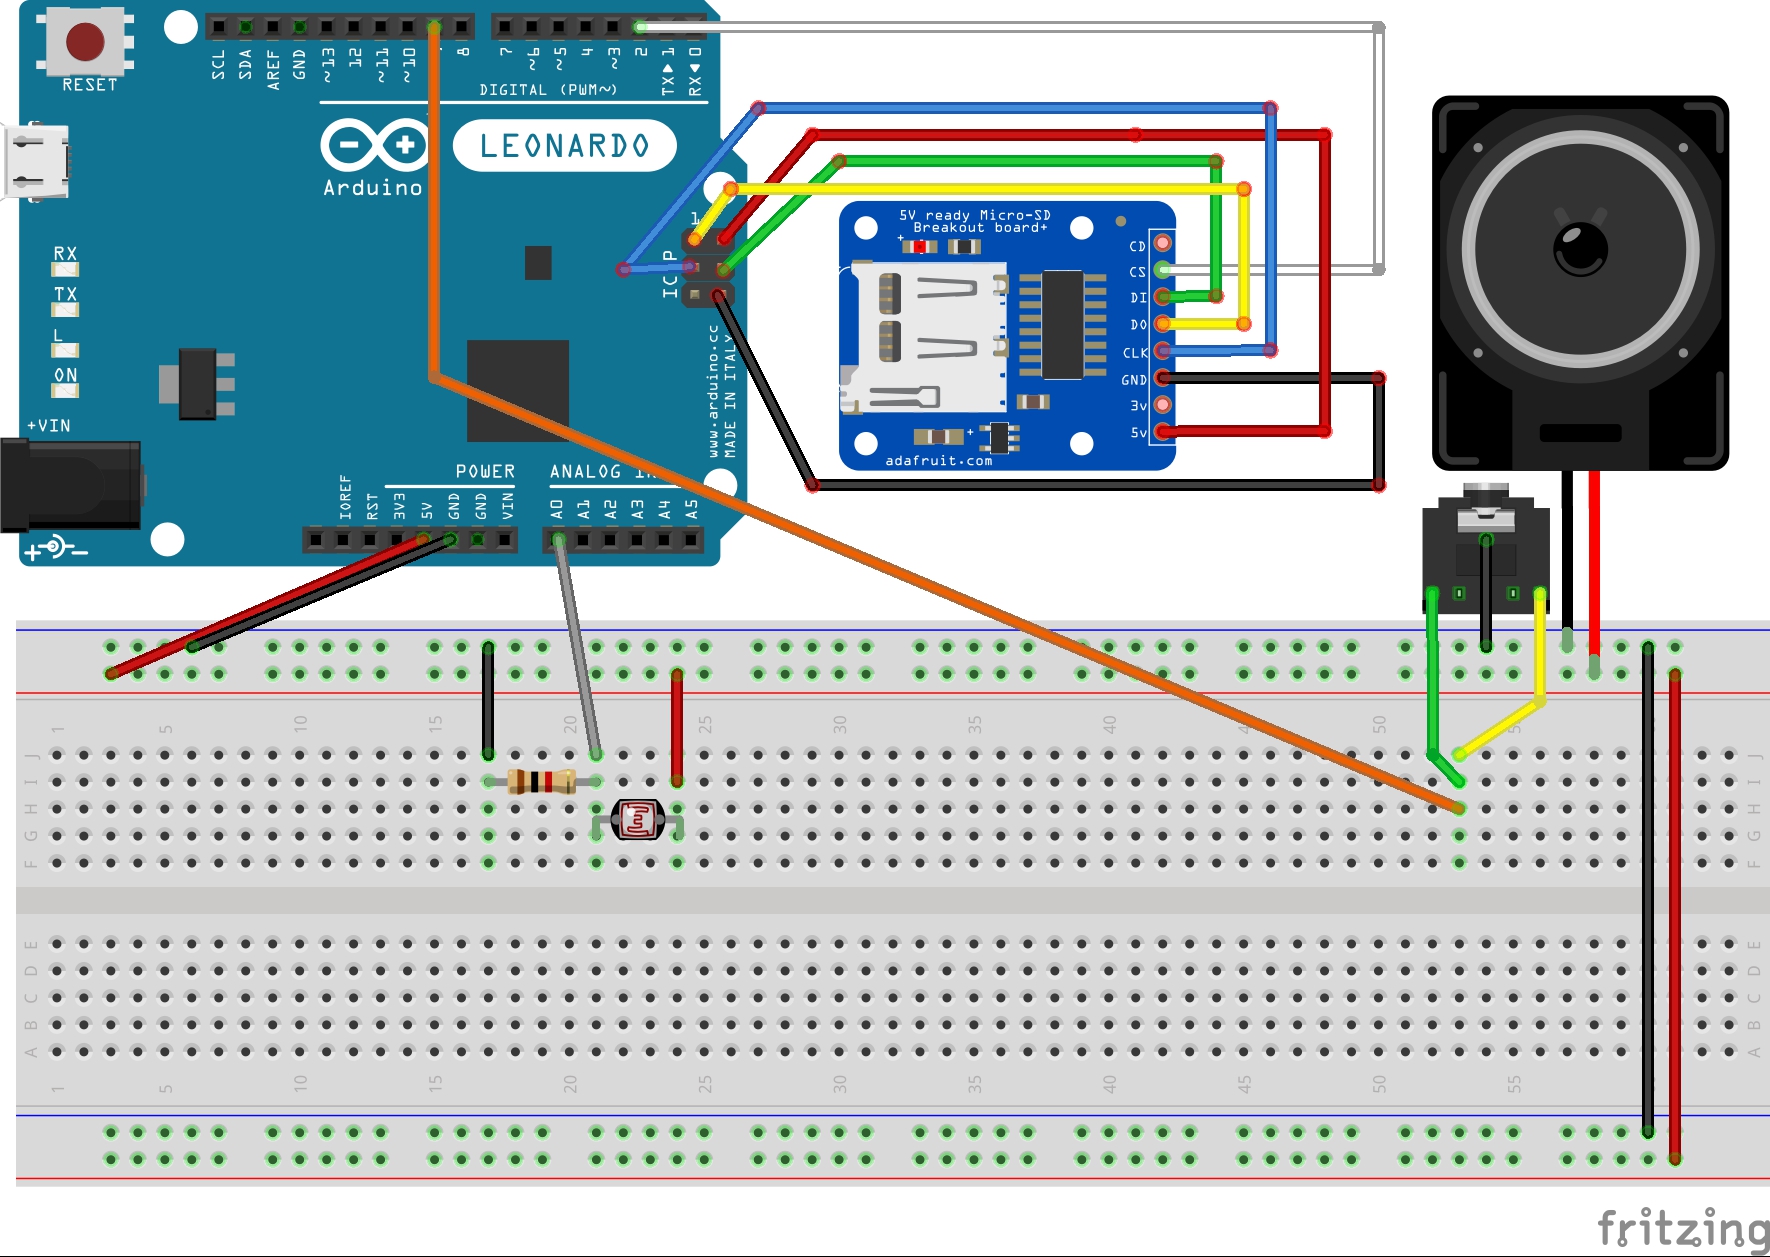 RESET
SCL
SDA
AREF
GND
~13
12
~11
~10
8
7
~6
~5
4
~3
2
TX▶1
RX◀0
DIGITAL (PWM~)
LEONARDO
Arduino
1
RX
TX
L
ON
+VIN
www.arduino.cc
MADE IN ITALY
POWER
ANALOG
IOREF
RST
3V3
5V
GND
GND
VIN
A0
A1
A2
A3
A4
A5
5V ready Micro-SD
Breakout board+
CD
CS
DI
DO
CLK
GND
3v
5v
adafruit.com
1 5 10 15 20 25 30 35 40 45 50
J J
I I
H H
G G
F F
E E
D D
C C
B B
A A
1 5 10 15 20 25 30 35 40 45 50 55
fritzing